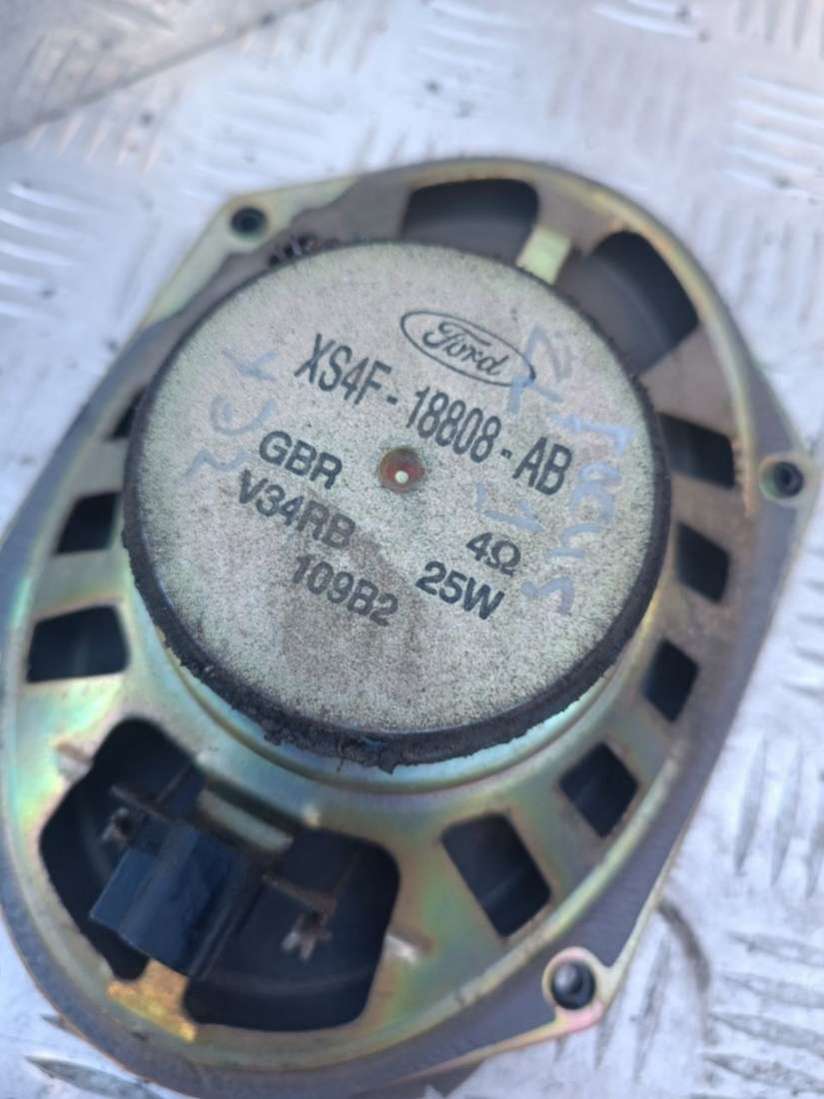 Ford
XS4F-18808-AB
GBR 4Ω
V34RB 25W
109B2